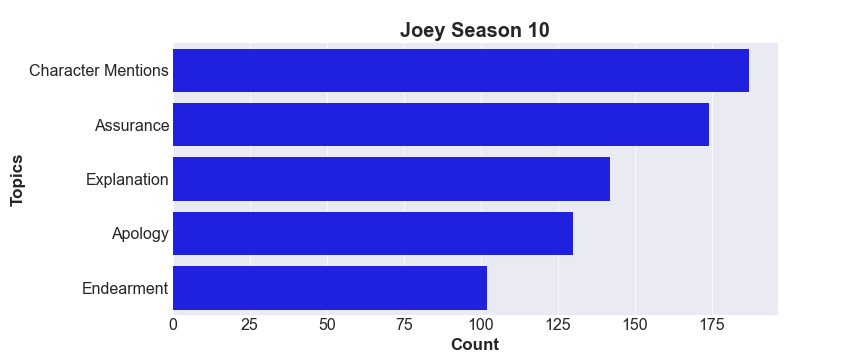 Joey Season 10
Character Mentions
Assurance
Explanation
Apology
Endearment
Topics
0 25 50 75 100 125 150 175
Count